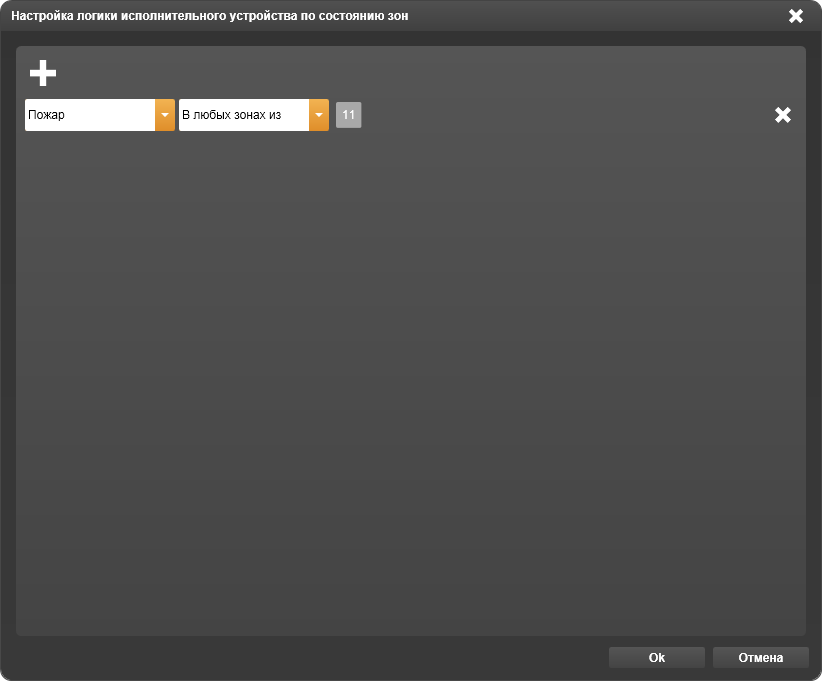 Настройка логики исполнительного устройства по состоянию зон
Пожар В любых зонах из 11
Ok Отмена